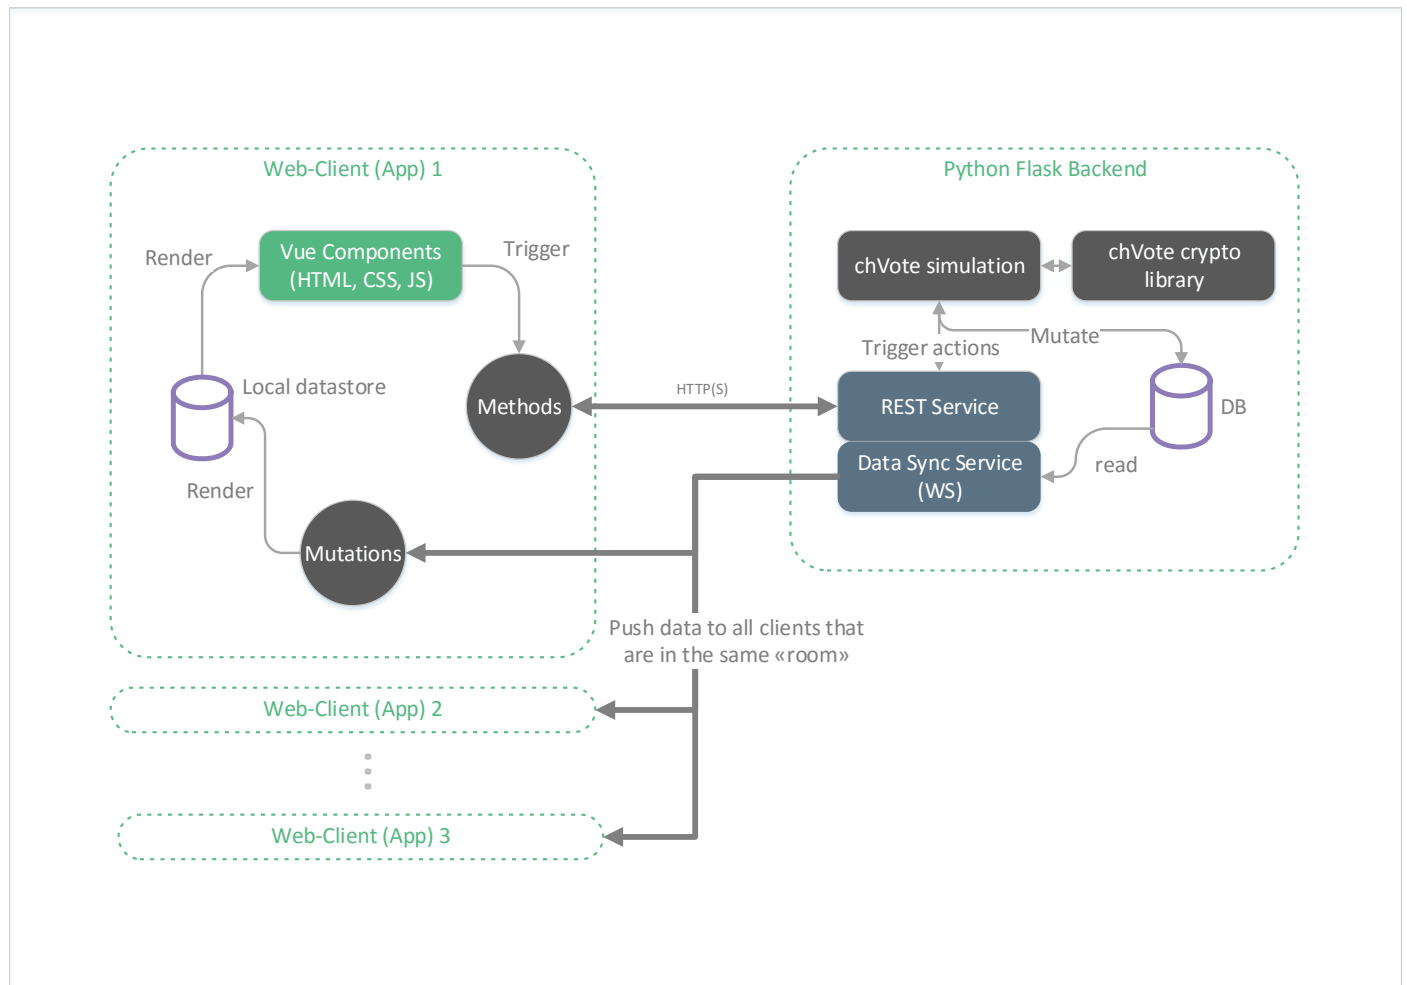 Web-Client (App) 1
Render
Vue Components
(HTML, CSS, JS)
Trigger
Local datastore
Methods
Render
Mutations
HTTP(S)
Python Flask Backend
chVote simulation
chVote crypto
library
Trigger actions
Mutate
REST Service
DB
Data Sync Service
(WS)
read
Push data to all clients that
are in the same «room»
Web-Client (App) 2
Web-Client (App) 3